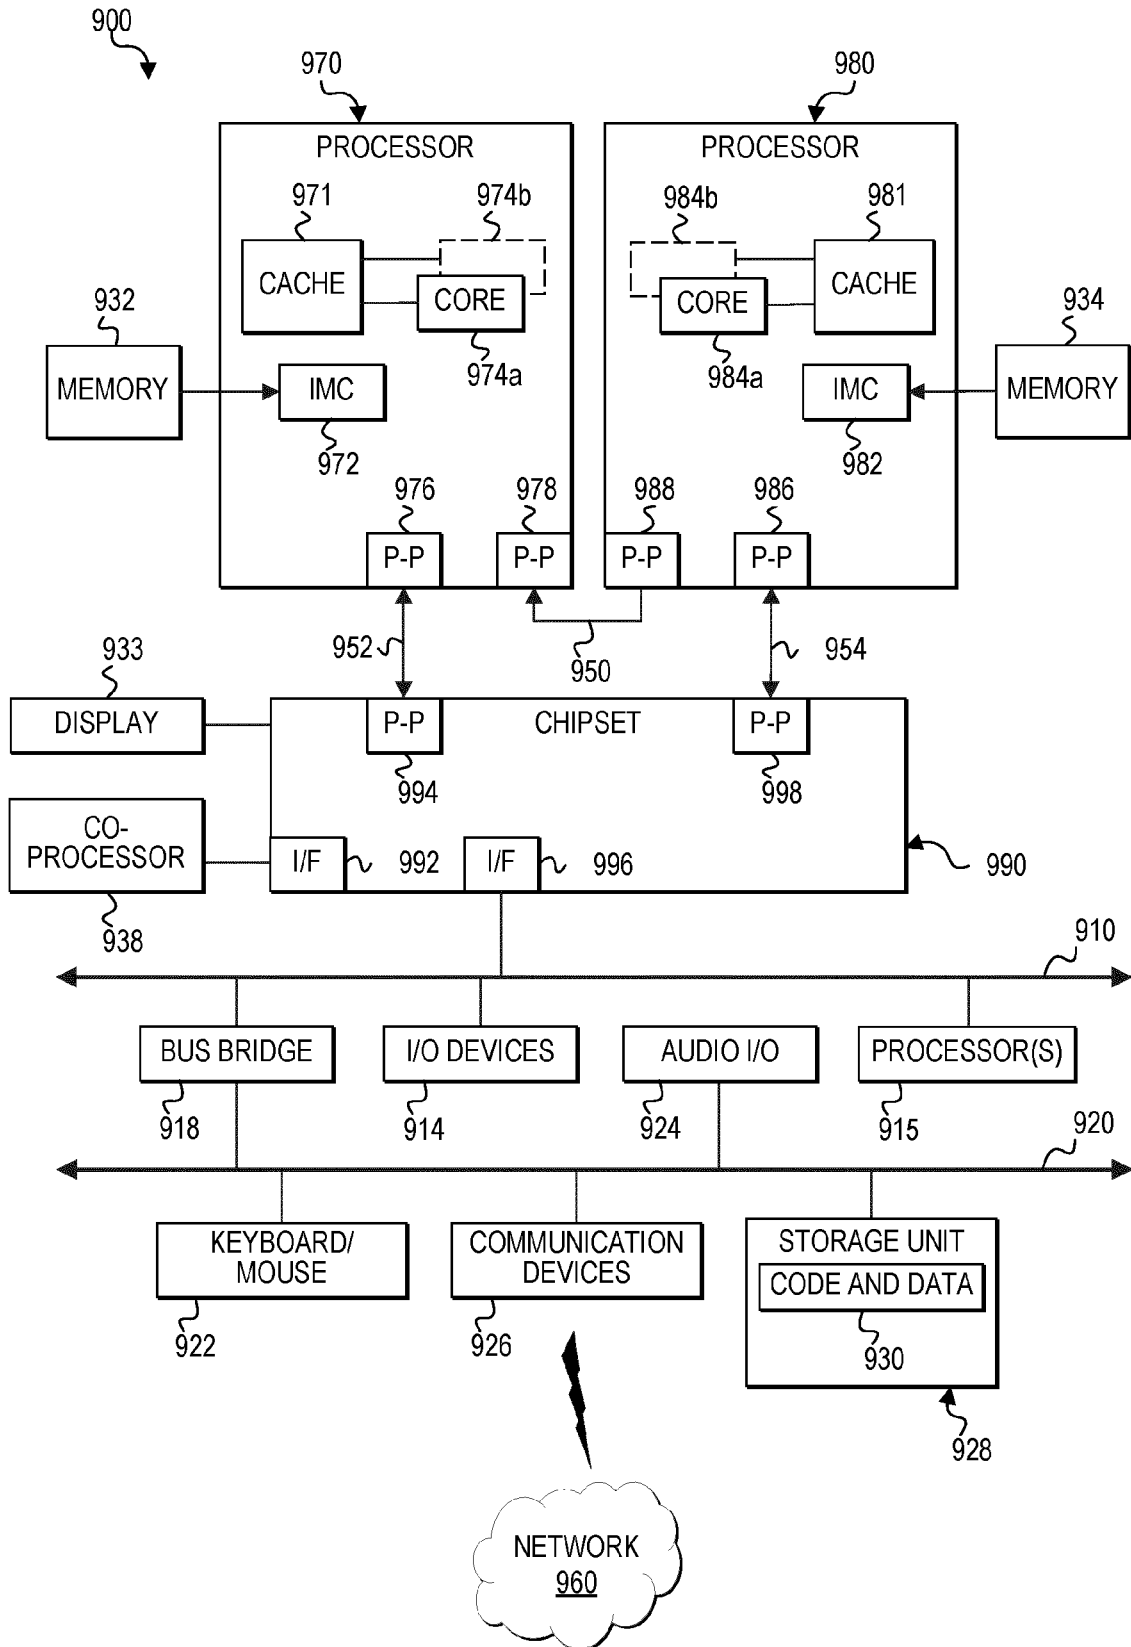 900
970
980
PROCESSOR
PROCESSOR
971
974b
984b
981
CACHE
CORE
CORE
CACHE
932
974a
984a
934
MEMORY
IMC
IMC
MEMORY
972
982
976
978
988
986
P-P
P-P
P-P
P-P
952
950
954
933
DISPLAY
P-P
CHIPSET
P-P
994
998
CO-
PROCESSOR
I/F
992
I/F
996
990
938
910
BUS BRIDGE
I/O DEVICES
AUDIO I/O
PROCESSOR(S)
918
914
924
915
920
KEYBOARD/
MOUSE
COMMUNICATION
DEVICES
STORAGE UNIT
CODE AND DATA
922
926
930
928
NETWORK
960